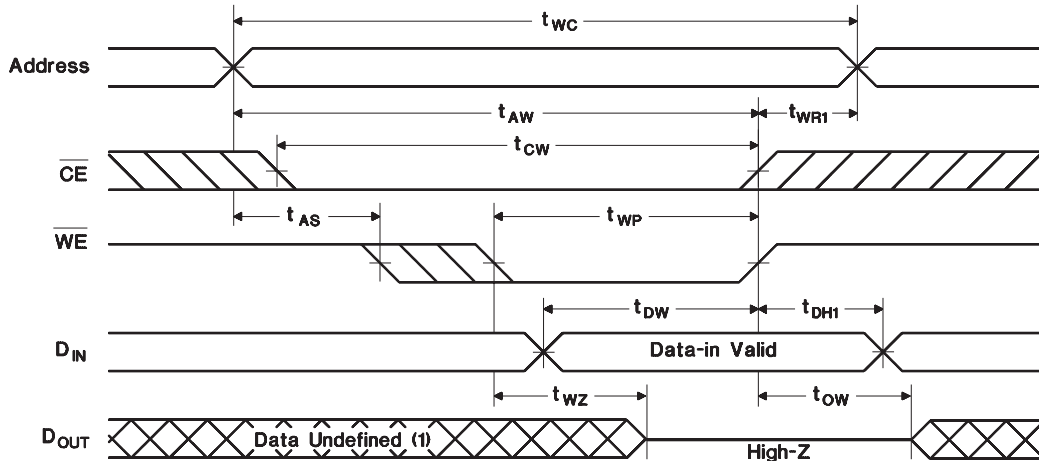 tWC
Address
tAW
tWR1
tCW
CE
tAS
tWP
WE
tDW
tDH1
DIN
Data-in Valid
tWZ
tOW
DOUT
Data Undefined (1)
High-Z